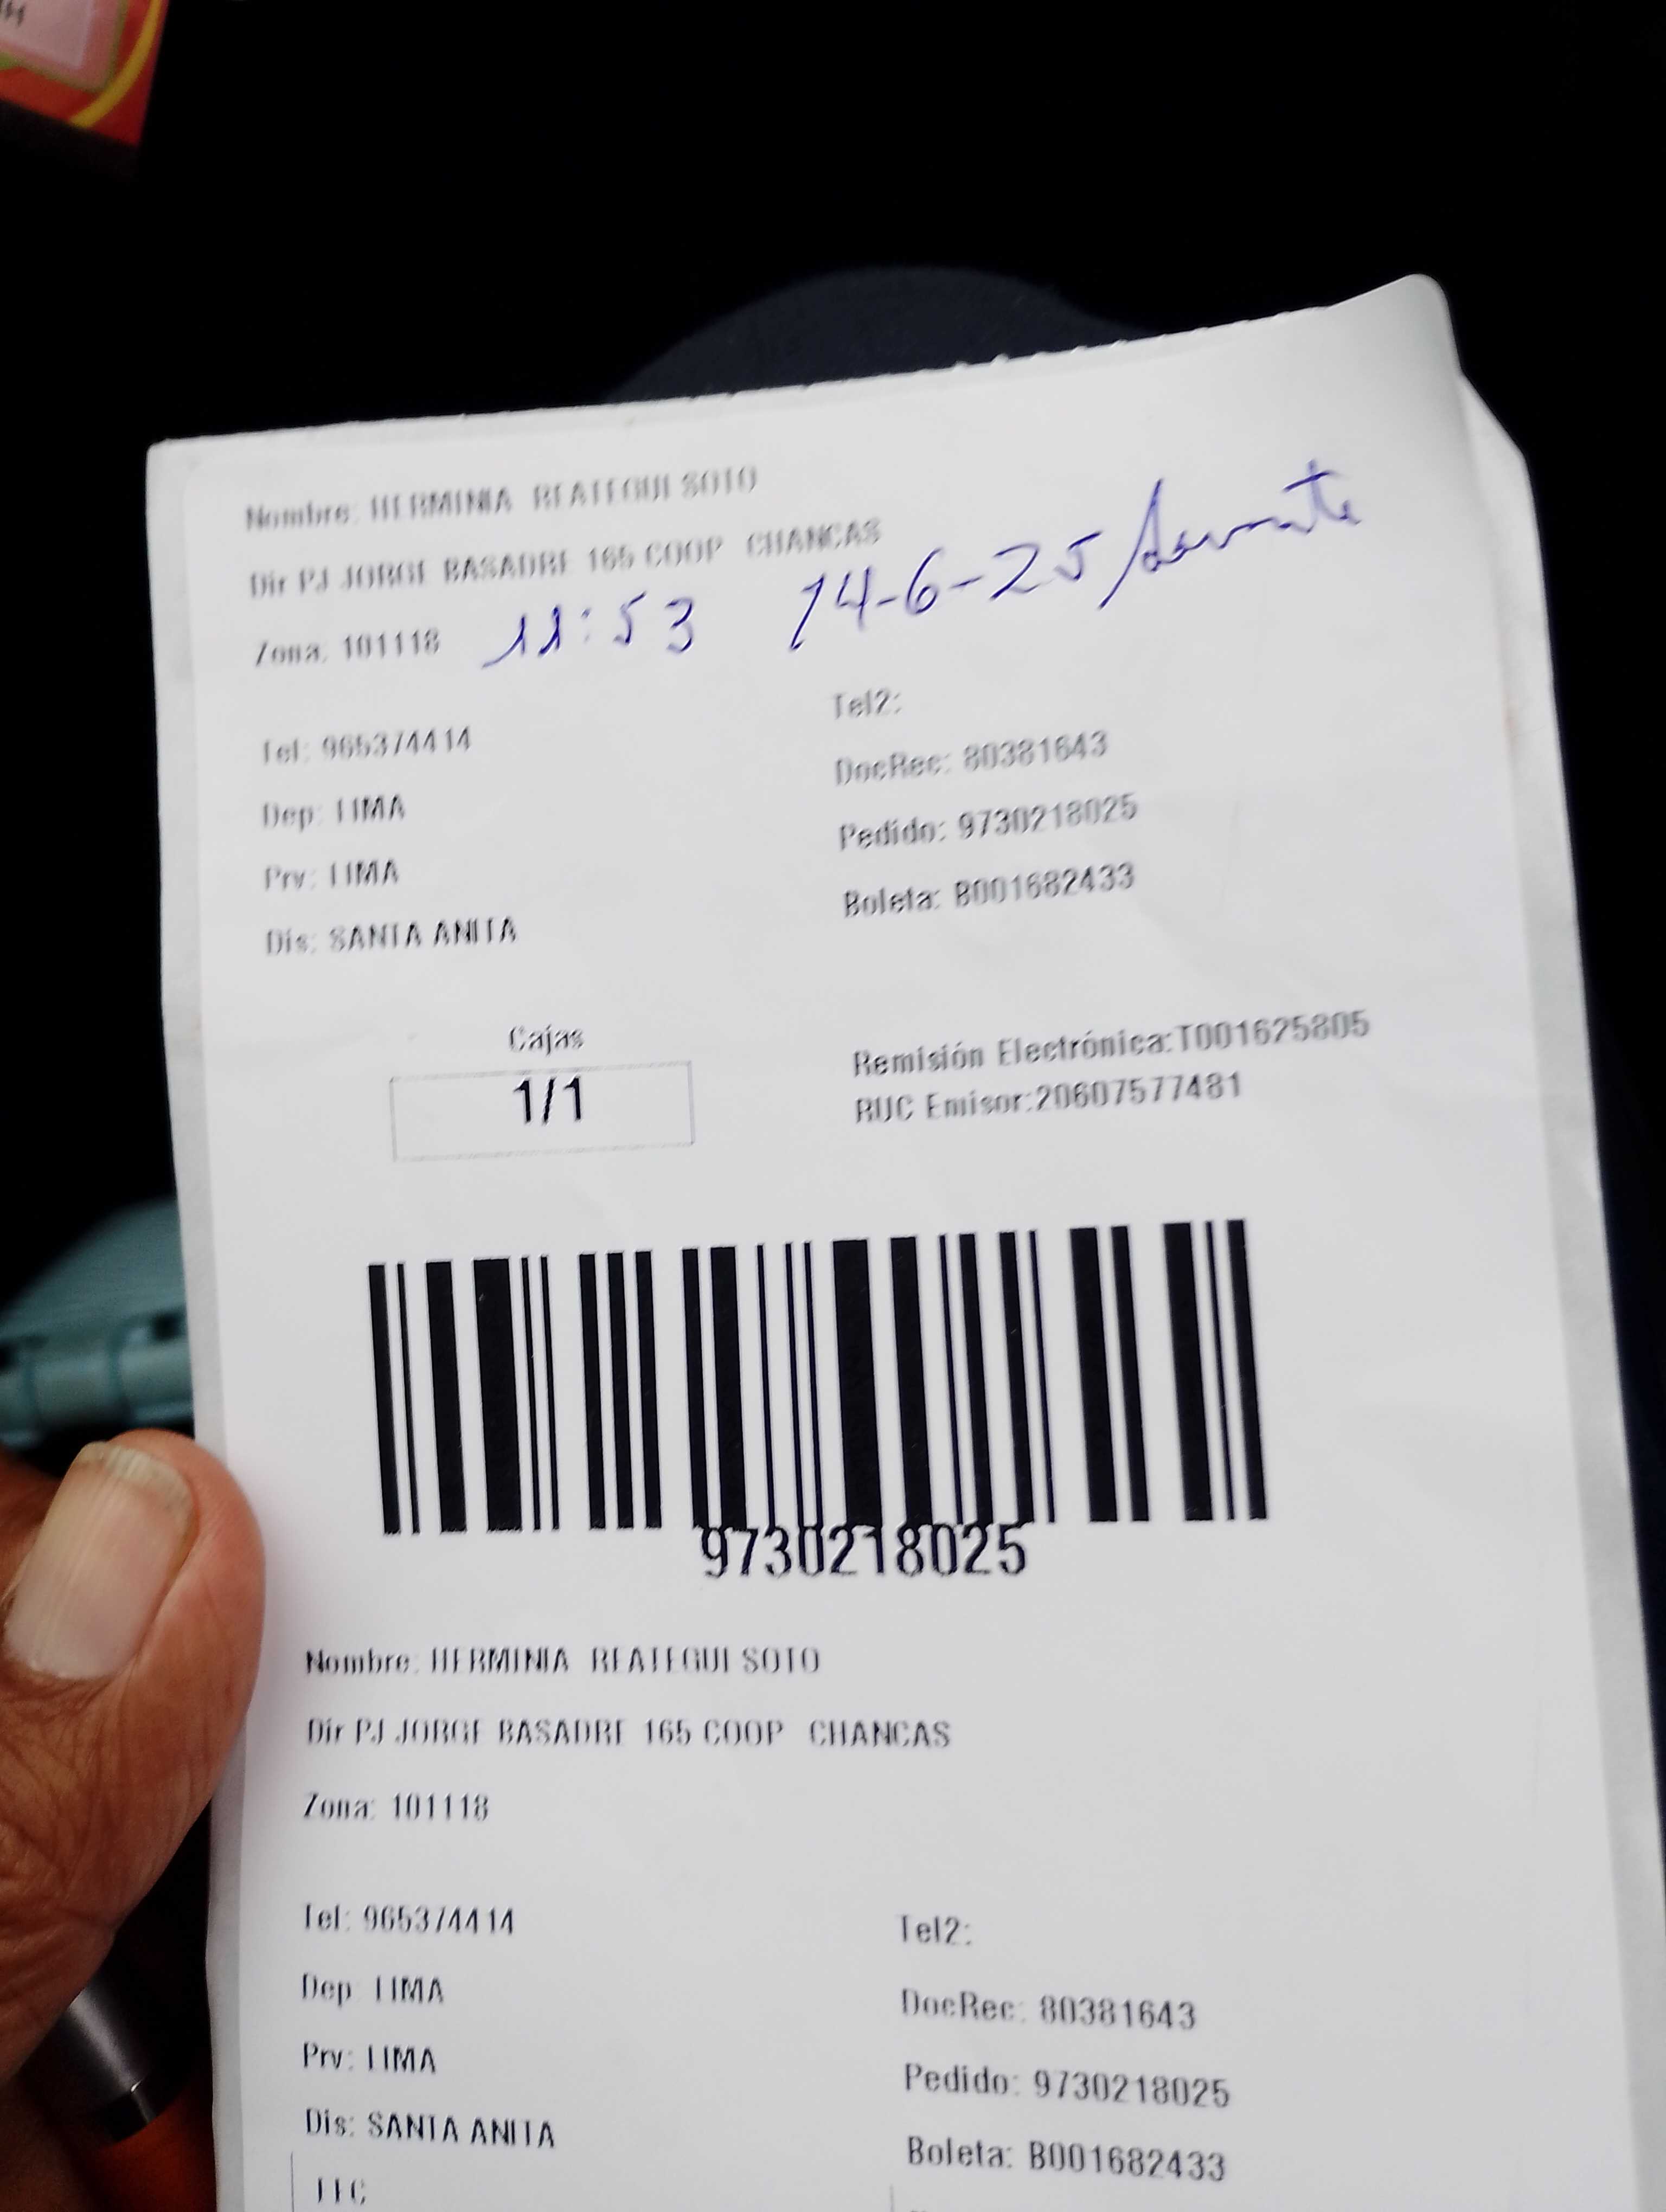 Nombre: HERMINIA REATEGUI SOTO
Dir PJ JORGE BASADRE 165 COOP CHANCAS
Zona: 101118 11:53 14-6-25
Tel: 965374414
Tel2:
Dep: LIMA
DocRec: 80381643
Prv: LIMA
Pedido: 9730218025
Dis: SANTA ANITA
Boleta: B001682433
Cajas
1/1
Remisión Electrónica:T001625805
RUC Emisor:20607577481
9730218025
Nombre: HERMINIA REATEGUI SOTO
Dir PJ JORGE BASADRE 165 COOP CHANCAS
Zona: 101118
Tel: 965374414
Tel2:
Dep: LIMA
DocRec: 80381643
Prv: LIMA
Pedido: 9730218025
Dis: SANTA ANITA
Boleta: B001682433